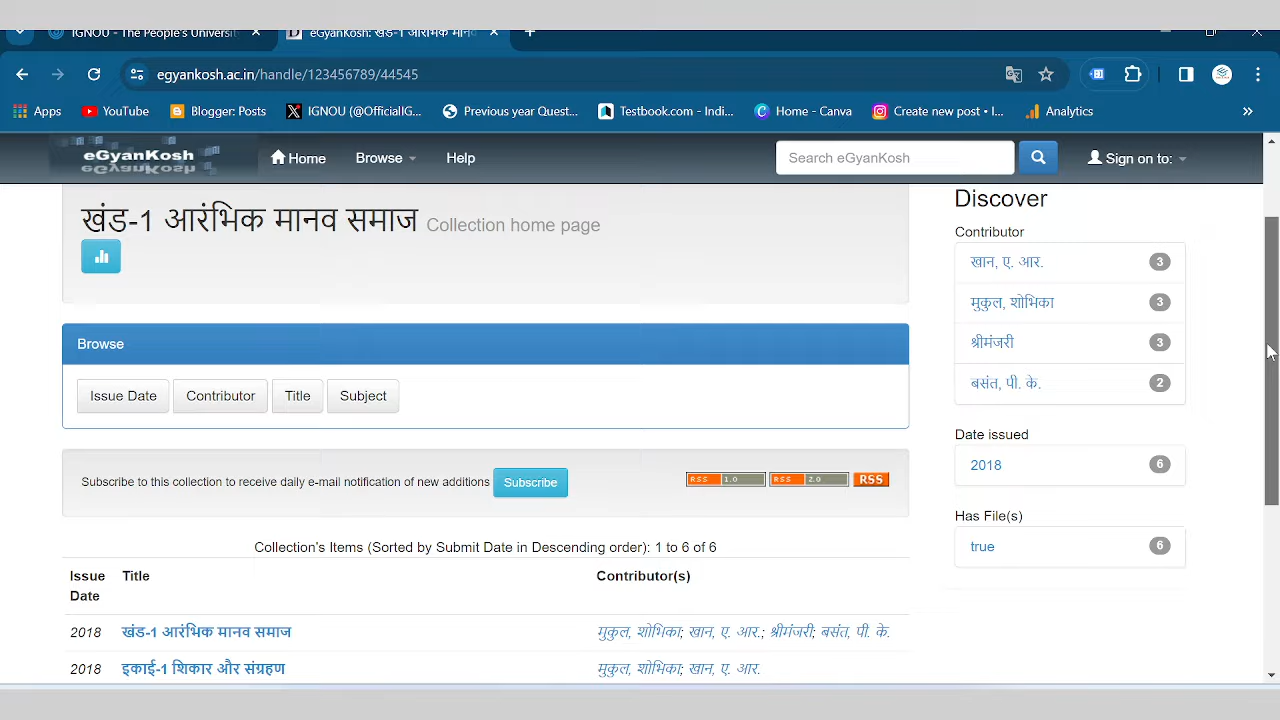 IGNOU - The People's Universit
eGyanKosh: खंड-1 आरंभिक मानव
egyankosh.ac.in/handle/123456789/44545
Apps YouTube Blogger: Posts IGNOU (@OfficialIG... Previous year Quest... Testbook.com - Indi... Home - Canva Create new post • I... Analytics »
eGyanKosh Home Browse Help Search eGyanKosh Sign on to:
खंड-1 आरंभिक मानव समाज Collection home page
Browse
Issue Date Contributor Title Subject
Subscribe to this collection to receive daily e-mail notification of new additions Subscribe RSS 1.0 RSS 2.0 RSS
Collection's Items (Sorted by Submit Date in Descending order): 1 to 6 of 6
Issue Date Title Contributor(s)
2018 खंड-1 आरंभिक मानव समाज मुकुल, शोभिका; खान, ए. आर.; श्रीमंजरी; बसंत, पी. के.
2018 इकाई-1 शिकार और संग्रहण मुकुल, शोभिका; खान, ए. आर.
Discover
Contributor
खान, ए. आर. 3
मुकुल, शोभिका 3
श्रीमंजरी 3
बसंत, पी. के. 2
Date issued
2018 6
Has File(s)
true 6